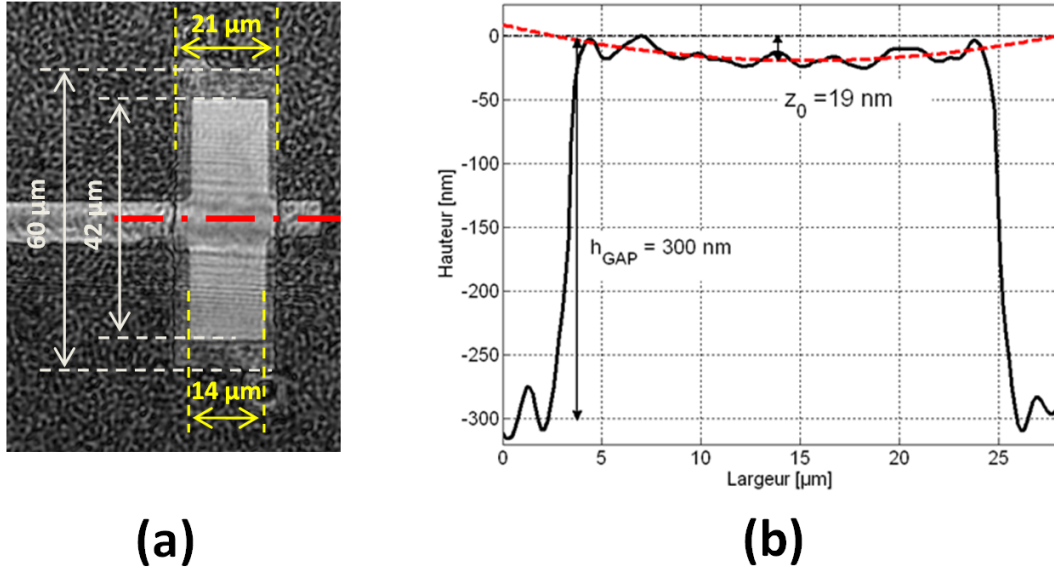 21 µm
60 µm
42 µm
14 µm
(a)
0
-50
-100
-150
-200
-250
-300
Hauteur [nm]
z0 =19 nm
hGAP = 300 nm
0 5 10 15 20 25
Largeur [µm]
(b)